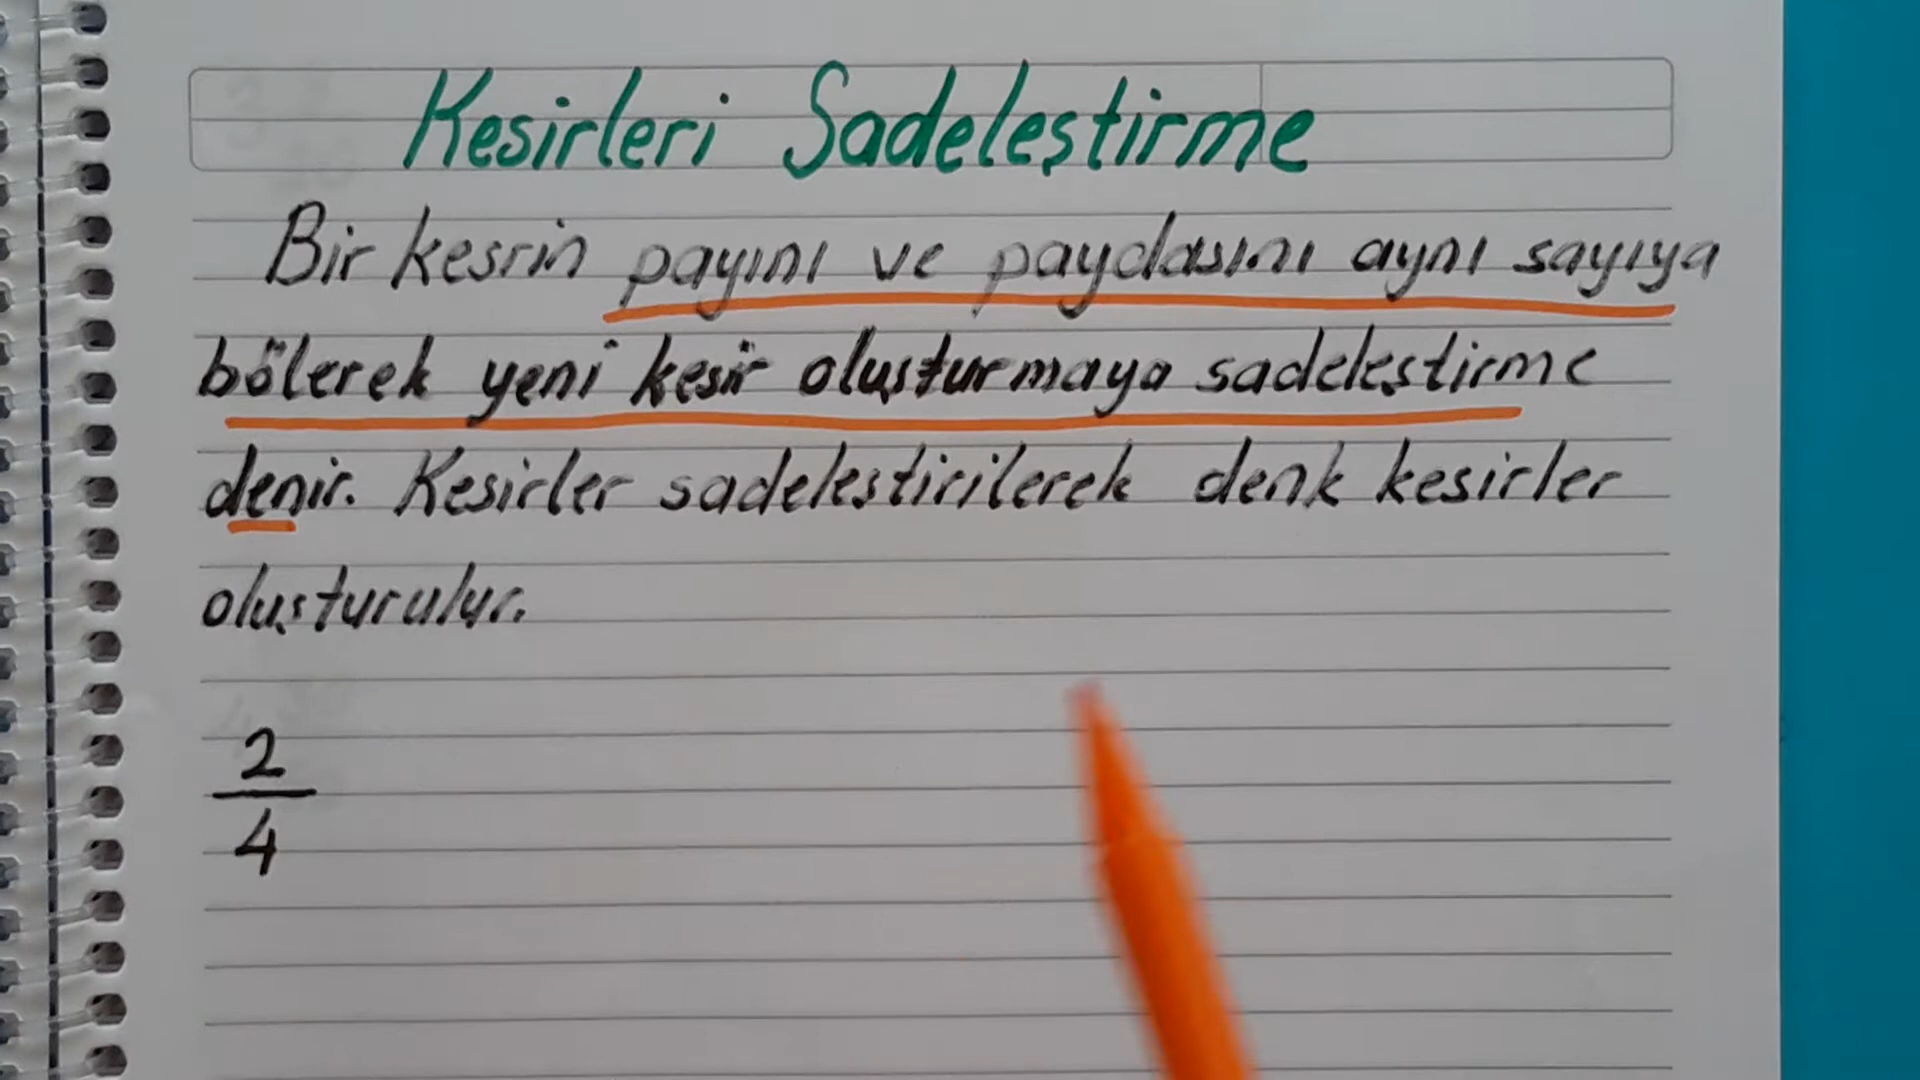 Kesirleri Sadeleştirme
Bir kesrin payını ve paydasını aynı sayıya
bölerek yeni kesir oluşturmaya sadeleştirme
denir. Kesirler sadeleştirilerek denk kesirler
oluşturulur.
2
4